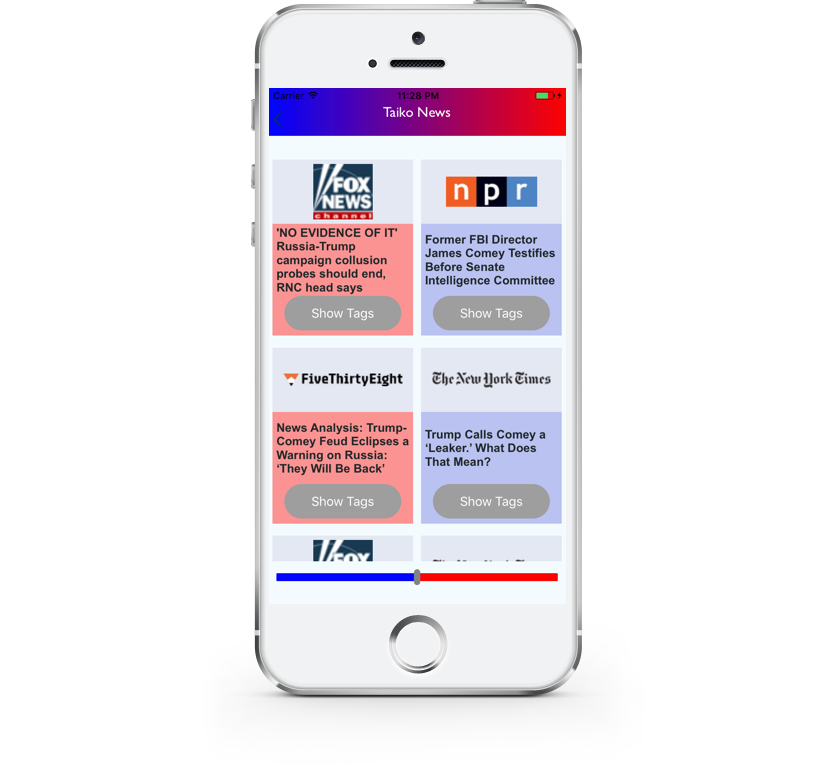 Carrier 11:28 PM
Taiko News
FOX
NEWS
channel
'NO EVIDENCE OF IT'
Russia-Trump
campaign collusion
probes should end,
RNC head says
Show Tags
npr
Former FBI Director
James Comey Testifies
Before Senate
Intelligence Committee
Show Tags
FiveThirtyEight
News Analysis: Trump-
Comey Feud Eclipses a
Warning on Russia:
‘They Will Be Back’
Show Tags
The New York Times
Trump Calls Comey a
‘Leaker.’ What Does
That Mean?
Show Tags
FOX